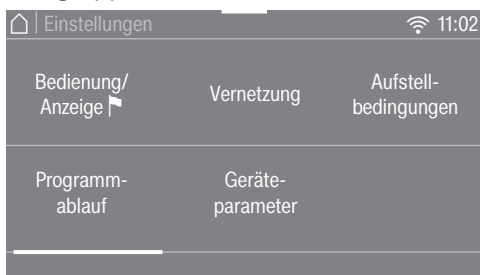 Einstellungen
11:02
Bedienung/
Anzeige
Vernetzung
Aufstell-
bedingungen
Programm-
ablauf
Geräte-
parameter